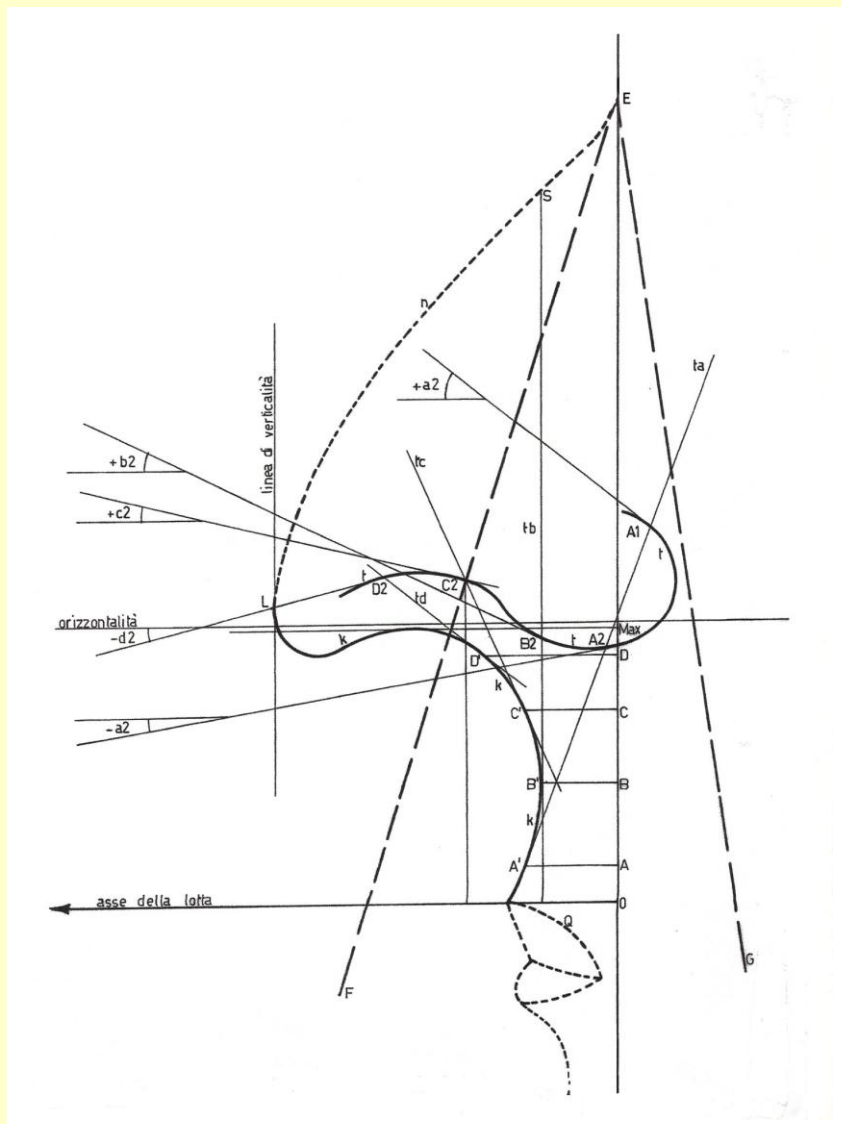 E
S
n
ta
+a2
linea di verticalità
tc
+b2
+c2
tb
A1
t
t
D2
C2
td
L
orizzontalità
Max
-d2
k
B2
t
A2
D'
D
k
-a2
C'
C
B'
B
k
A'
A
asse della lotta
O
Q
G
F